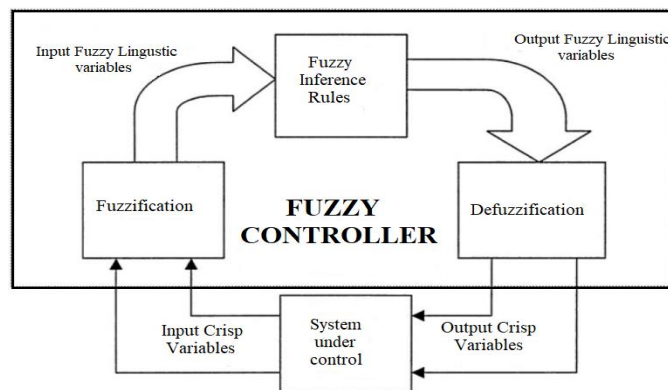 Input Fuzzy Lingustic
variables
Fuzzy
Inference
Rules
Output Fuzzy Linguistic
variables
Fuzzification
FUZZY
CONTROLLER
Defuzzification
Input Crisp
Variables
System
under
control
Output Crisp
Variables